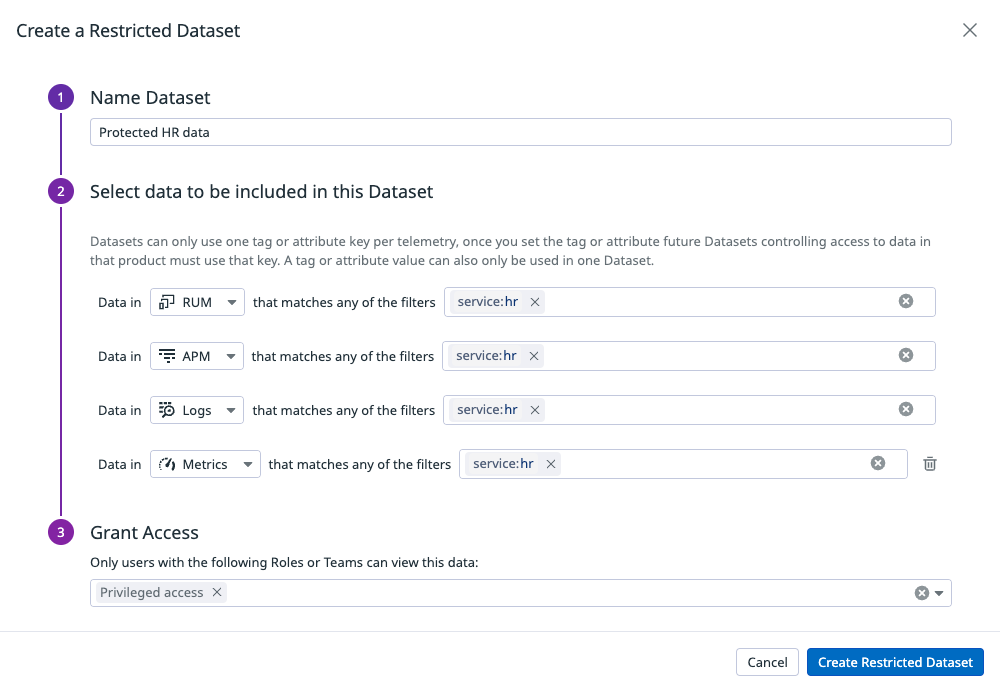 Create a Restricted Dataset
1 Name Dataset
Protected HR data
2 Select data to be included in this Dataset
Datasets can only use one tag or attribute key per telemetry, once you set the tag or attribute future Datasets controlling access to data in
that product must use that key. A tag or attribute value can also only be used in one Dataset.
Data in RUM that matches any of the filters service:hr
Data in APM that matches any of the filters service:hr
Data in Logs that matches any of the filters service:hr
Data in Metrics that matches any of the filters service:hr
3 Grant Access
Only users with the following Roles or Teams can view this data:
Privileged access
Cancel Create Restricted Dataset